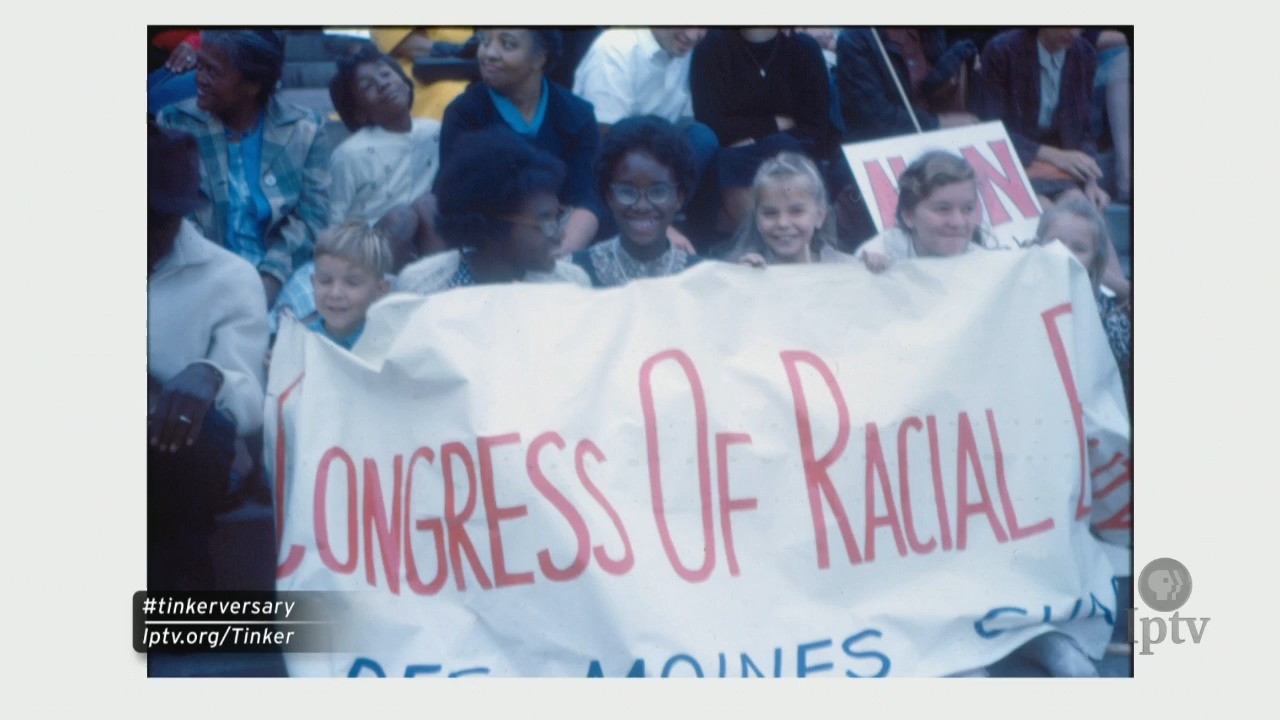 CONGRESS OF RACIAL E
DES MOINES
#tinkerversary
Iptv.org/Tinker
Iptv